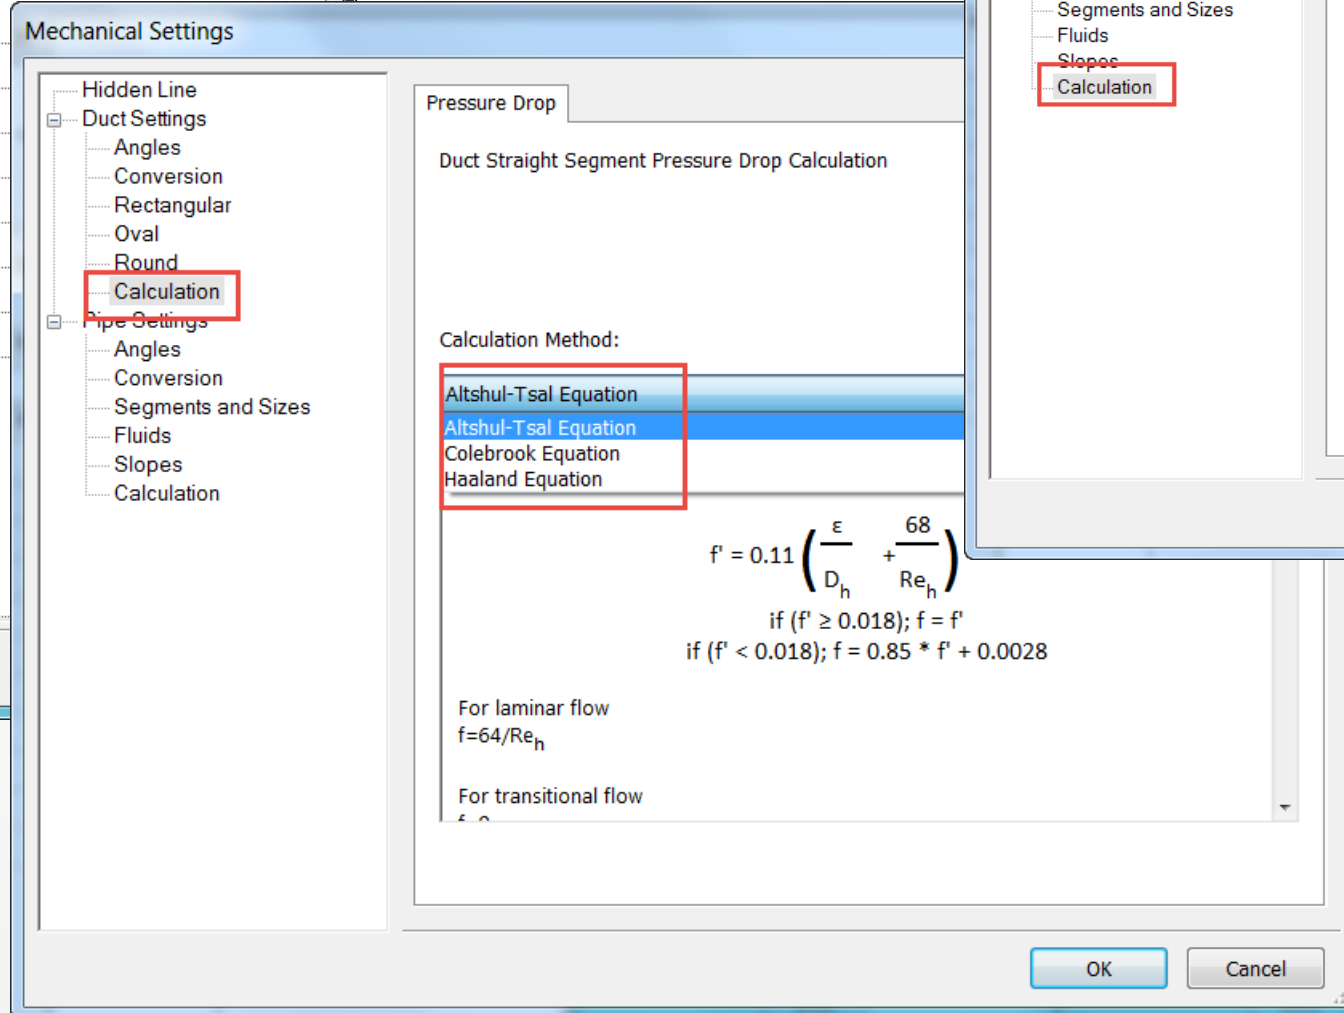 Mechanical Settings
Hidden Line
Duct Settings
Angles
Conversion
Rectangular
Oval
Round
Calculation
Pipe Settings
Angles
Conversion
Segments and Sizes
Fluids
Slopes
Calculation
Pressure Drop
Duct Straight Segment Pressure Drop Calculation
Calculation Method:
Altshul-Tsal Equation
Altshul-Tsal Equation
Colebrook Equation
Haaland Equation
f' = 0.11 ( ε / Dₕ + 68 / Reₕ )
if (f' ≥ 0.018); f = f'
if (f' < 0.018); f = 0.85 * f' + 0.0028
For laminar flow
f=64/Reₕ
For transitional flow
OK
Cancel
Segments and Sizes
Fluids
Slopes
Calculation